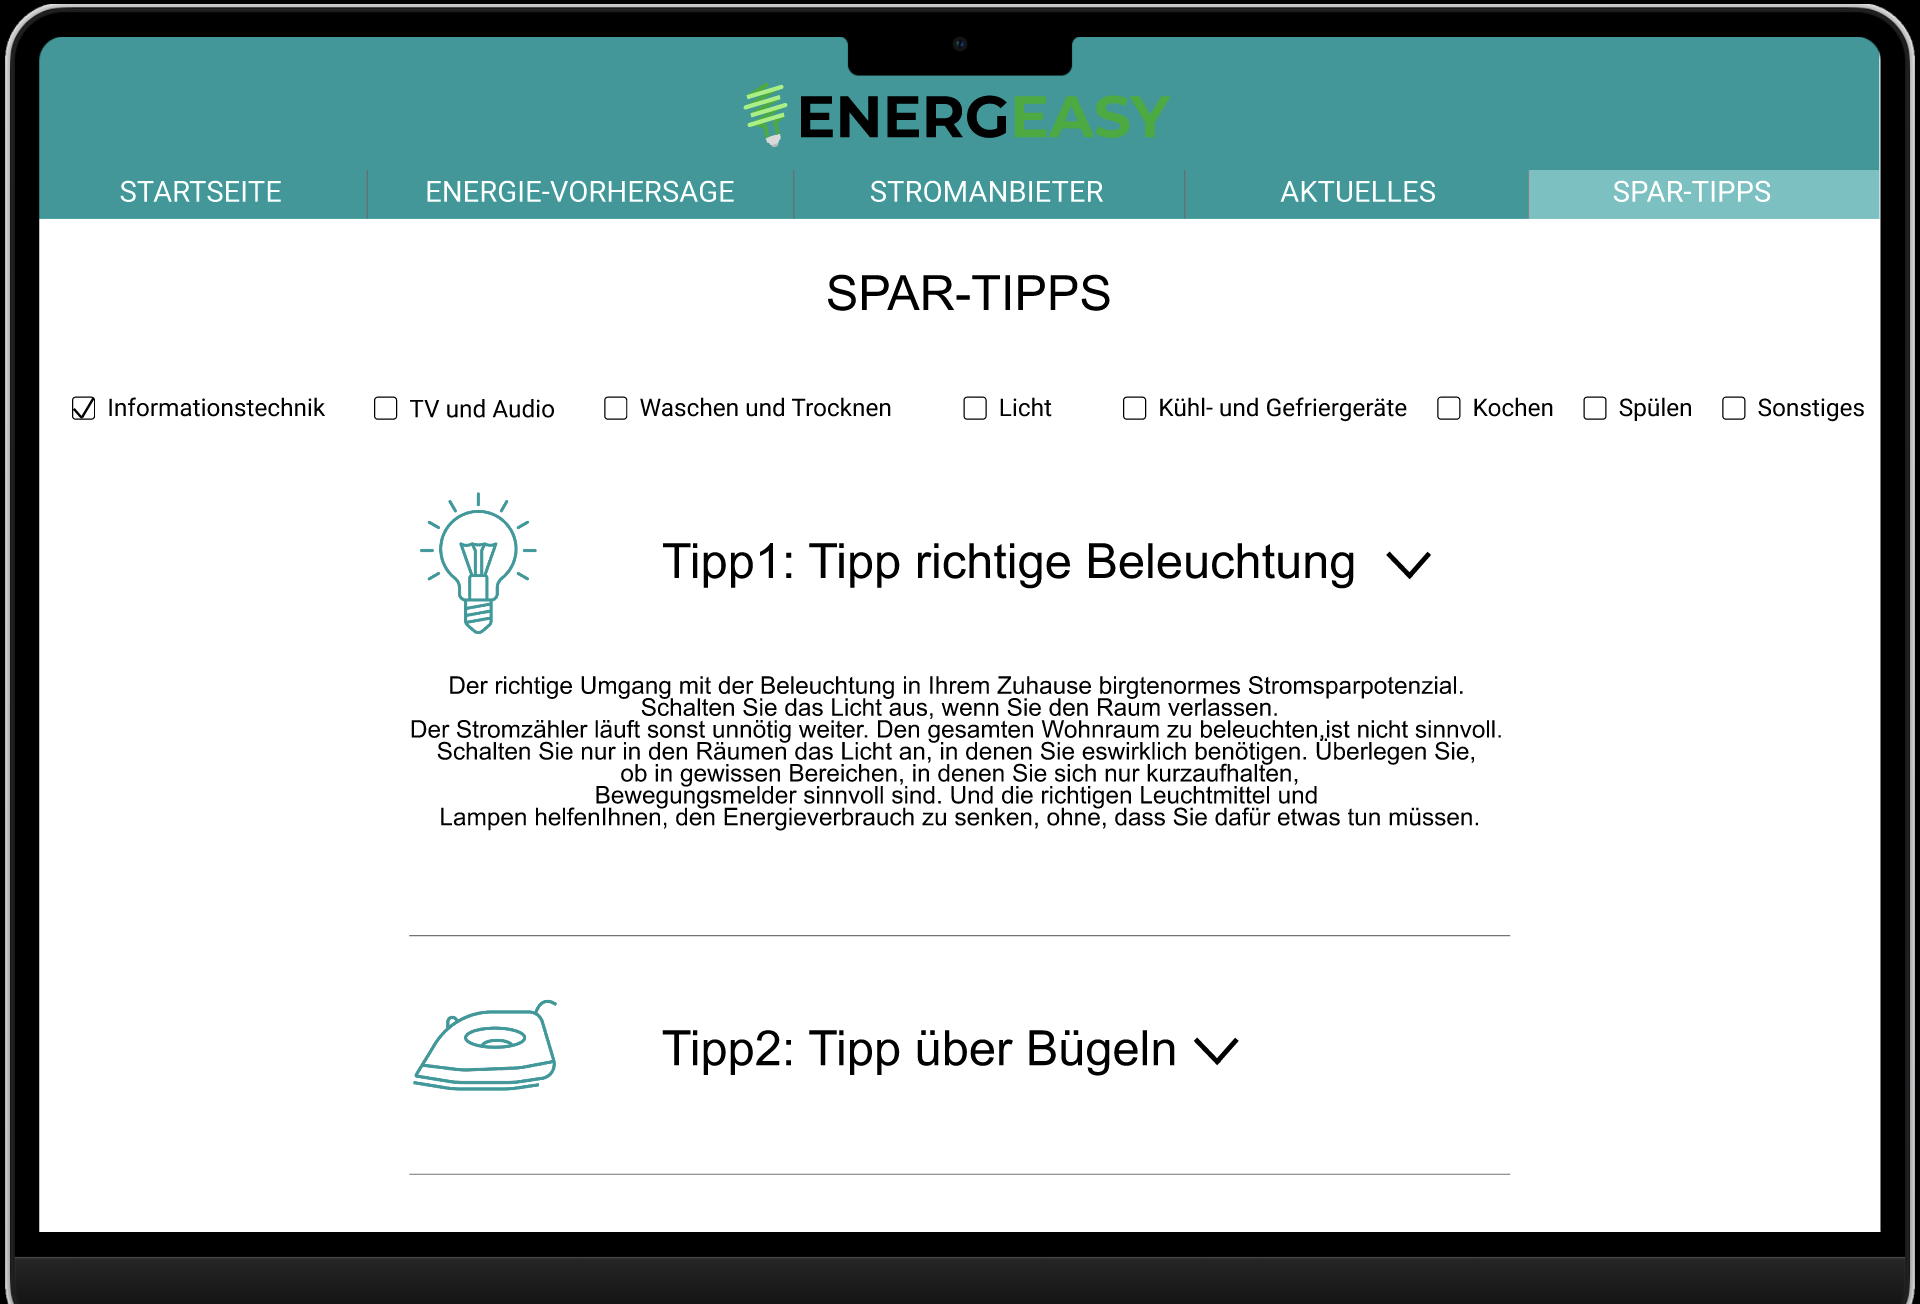 ENERGEASY
STARTSEITE ENERGIE-VORHERSAGE STROMANBIETER AKTUELLES SPAR-TIPPS
SPAR-TIPPS
Informationstechnik TV und Audio Waschen und Trocknen Licht Kühl- und Gefriergeräte Kochen Spülen Sonstiges
Tipp1: Tipp richtige Beleuchtung
Der richtige Umgang mit der Beleuchtung in Ihrem Zuhause birgtenormes Stromsparpotenzial.
Schalten Sie das Licht aus, wenn Sie den Raum verlassen.
Der Stromzähler läuft sonst unnötig weiter. Den gesamten Wohnraum zu beleuchten,ist nicht sinnvoll.
Schalten Sie nur in den Räumen das Licht an, in denen Sie eswirklich benötigen. Überlegen Sie,
ob in gewissen Bereichen, in denen Sie sich nur kurzaufhalten,
Bewegungsmelder sinnvoll sind. Und die richtigen Leuchtmittel und
Lampen helfenIhnen, den Energieverbrauch zu senken, ohne, dass Sie dafür etwas tun müssen.
Tipp2: Tipp über Bügeln